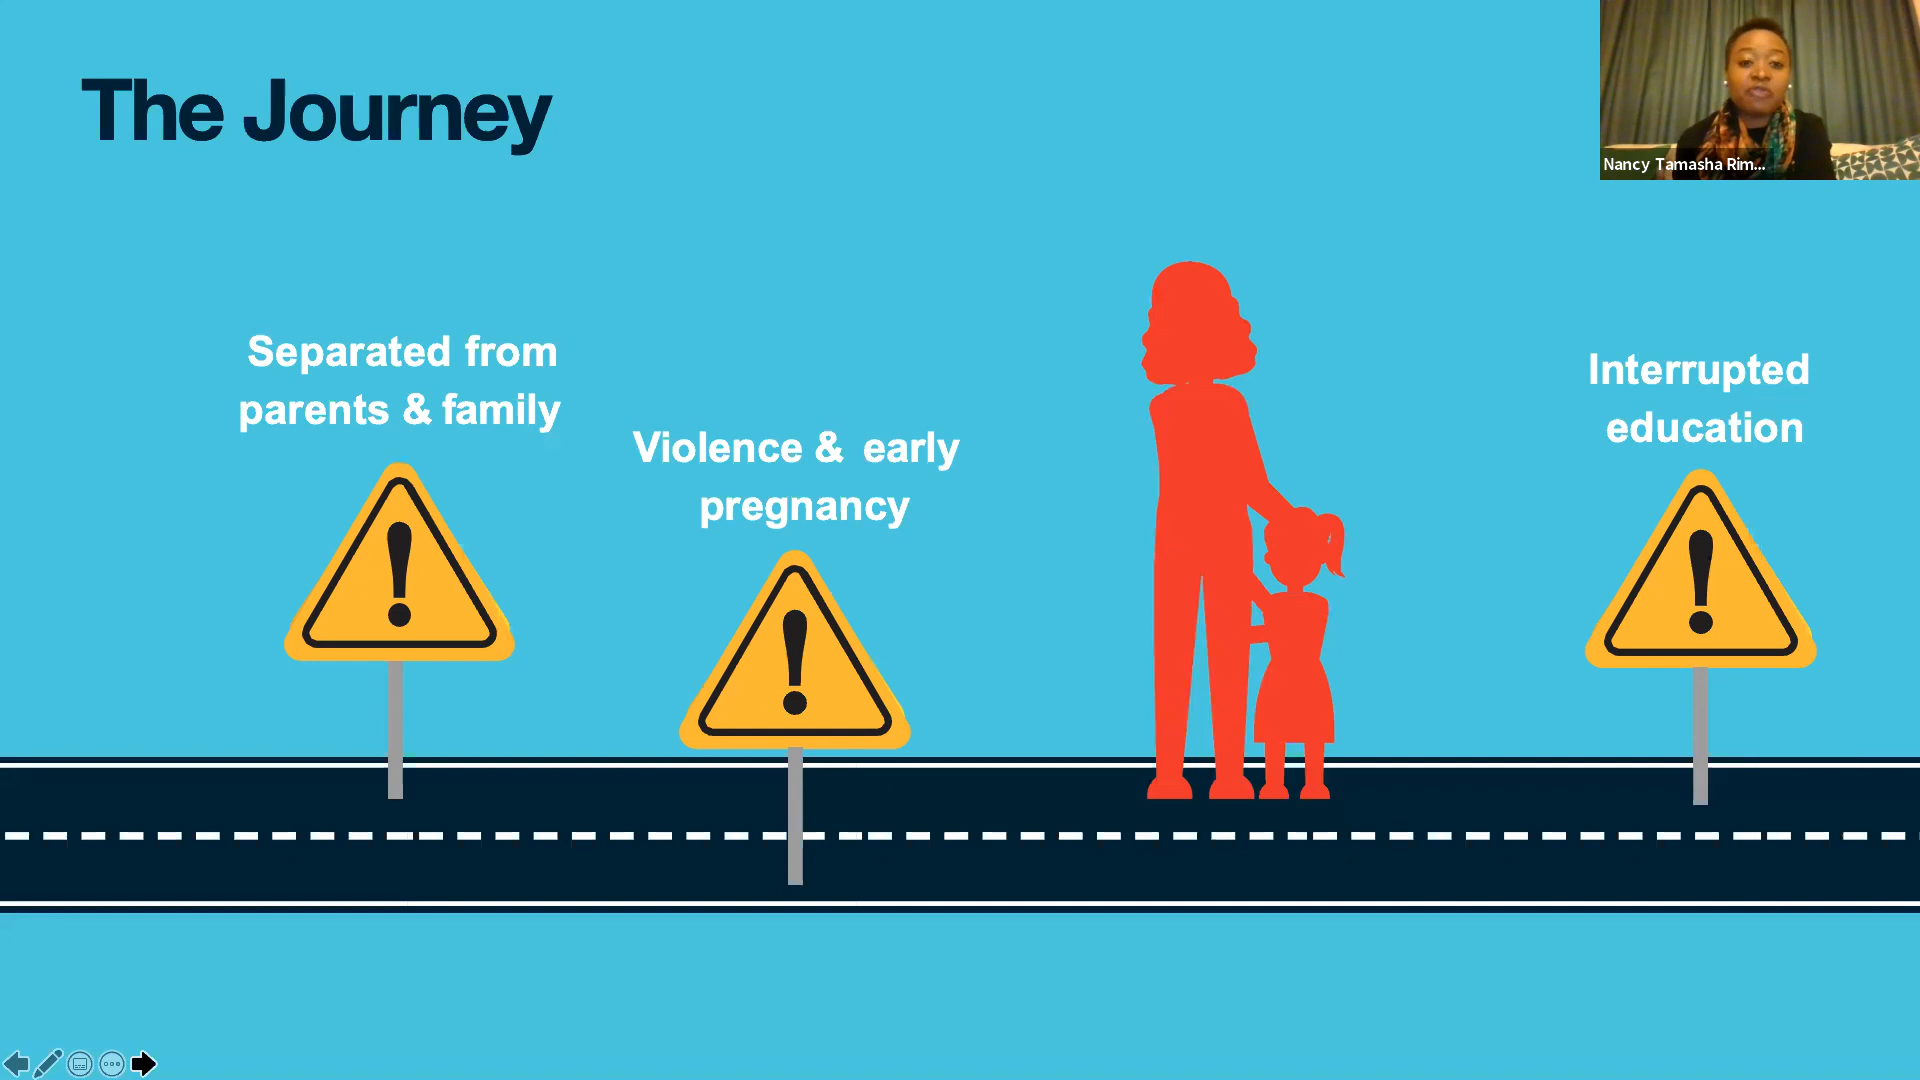 The Journey
Nancy Tamasha Rim...
Separated from
parents & family
Violence & early
pregnancy
Interrupted
education